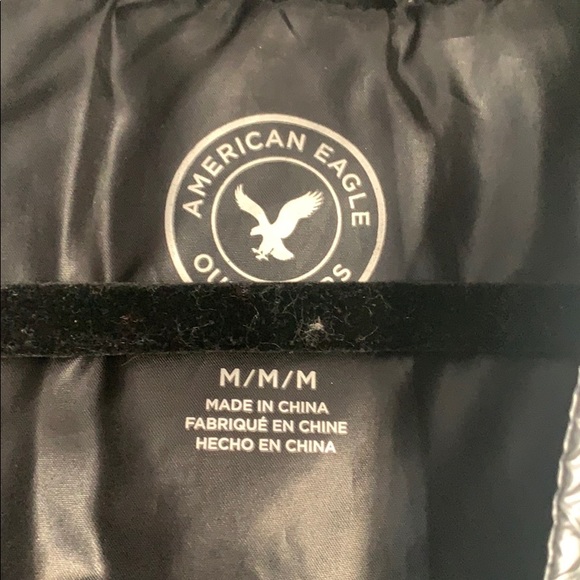 AMERICAN EAGLE
M/M/M
MADE IN CHINA
FABRIQUÉ EN CHINE
HECHO EN CHINA